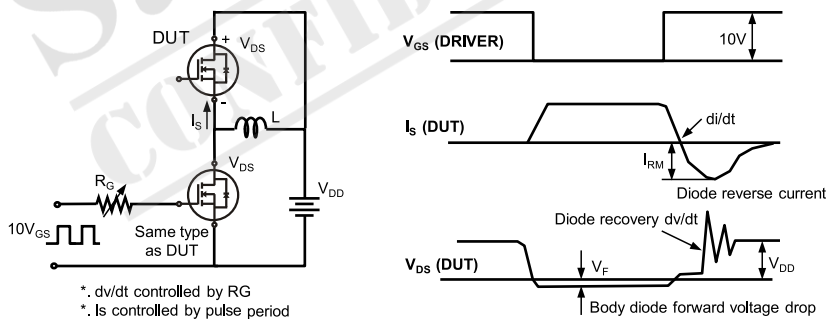 DUT
+
V_DS
-
I_S
L
V_DS
R_G
V_DD
10V_GS
Same type
as DUT
*. dv/dt controlled by RG
*. Is controlled by pulse period
V_GS (DRIVER)
10V
I_S (DUT)
di/dt
I_RM
Diode reverse current
Diode recovery dv/dt
V_DS (DUT)
V_F
V_DD
Body diode forward voltage drop